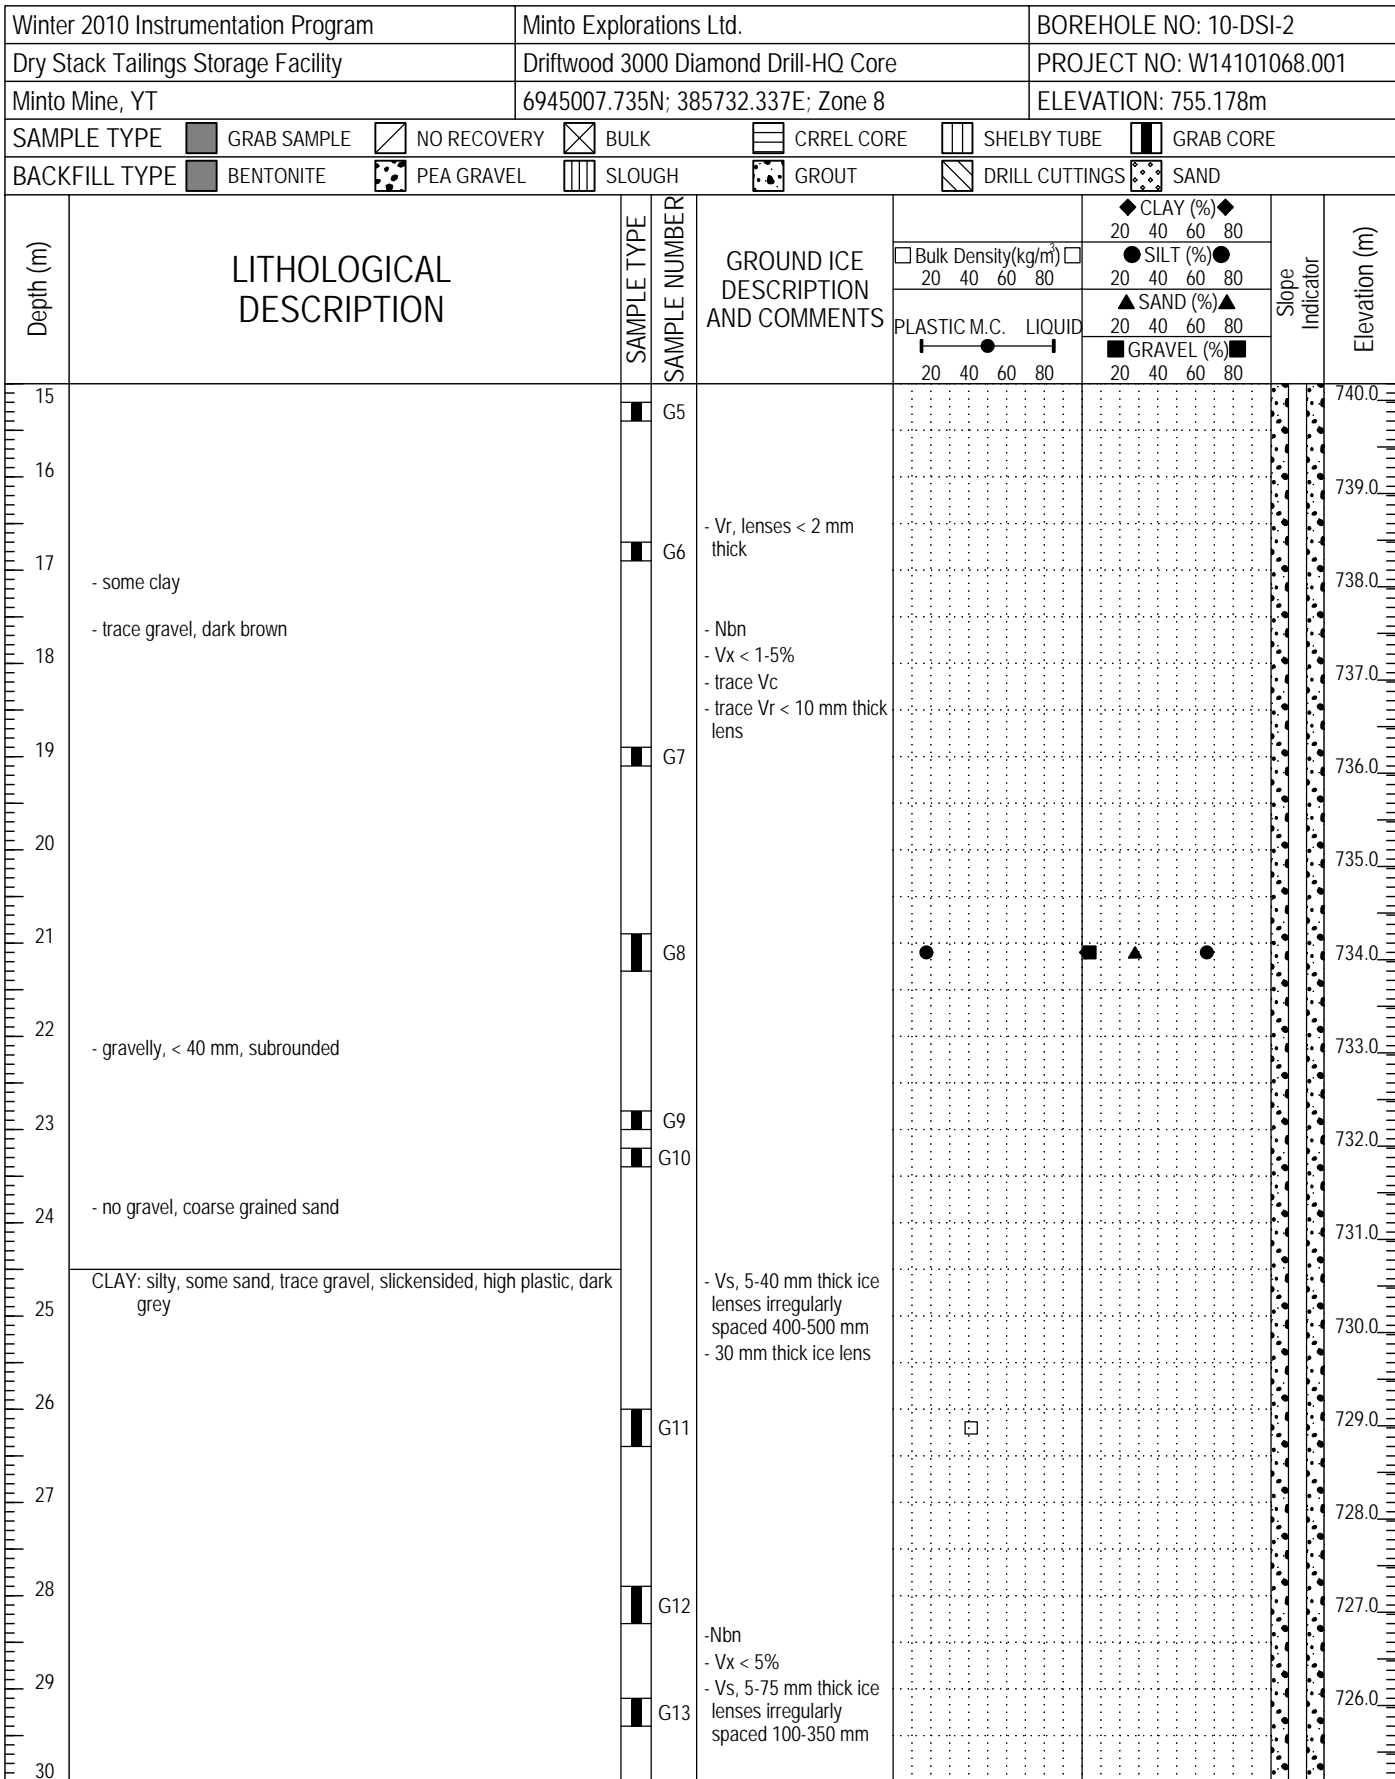 Winter 2010 Instrumentation Program
Minto Explorations Ltd.
BOREHOLE NO: 10-DSI-2
Dry Stack Tailings Storage Facility
Driftwood 3000 Diamond Drill-HQ Core
PROJECT NO: W14101068.001
Minto Mine, YT
6945007.735N; 385732.337E; Zone 8
ELEVATION: 755.178m
SAMPLE TYPE GRAB SAMPLE NO RECOVERY BULK CRREL CORE SHELBY TUBE GRAB CORE
BACKFILL TYPE BENTONITE PEA GRAVEL SLOUGH GROUT DRILL CUTTINGS SAND
Depth (m)
LITHOLOGICAL
DESCRIPTION
SAMPLE TYPE
SAMPLE NUMBER
GROUND ICE
DESCRIPTION
AND COMMENTS
Bulk Density(kg/m³)
20 40 60 80
PLASTIC M.C. LIQUID
20 40 60 80
CLAY (%)
20 40 60 80
SILT (%)
20 40 60 80
SAND (%)
20 40 60 80
GRAVEL (%)
20 40 60 80
Slope
Indicator
Elevation (m)
15
G5
740.0
16
739.0
- Vr, lenses < 2 mm
thick
G6
17
- some clay
738.0
- trace gravel, dark brown
- Nbn
- Vx < 1-5%
18
- trace Vc
737.0
- trace Vr < 10 mm thick
lens
19
G7
736.0
20
735.0
21
G8
734.0
22
- gravelly, < 40 mm, subrounded
733.0
23
G9
732.0
G10
- no gravel, coarse grained sand
24
731.0
CLAY: silty, some sand, trace gravel, slickensided, high plastic, dark
grey
- Vs, 5-40 mm thick ice
lenses irregularly
spaced 400-500 mm
25
730.0
- 30 mm thick ice lens
26
G11
729.0
27
728.0
28
G12
727.0
-Nbn
- Vx < 5%
29
- Vs, 5-75 mm thick ice
lenses irregularly
spaced 100-350 mm
G13
726.0
30